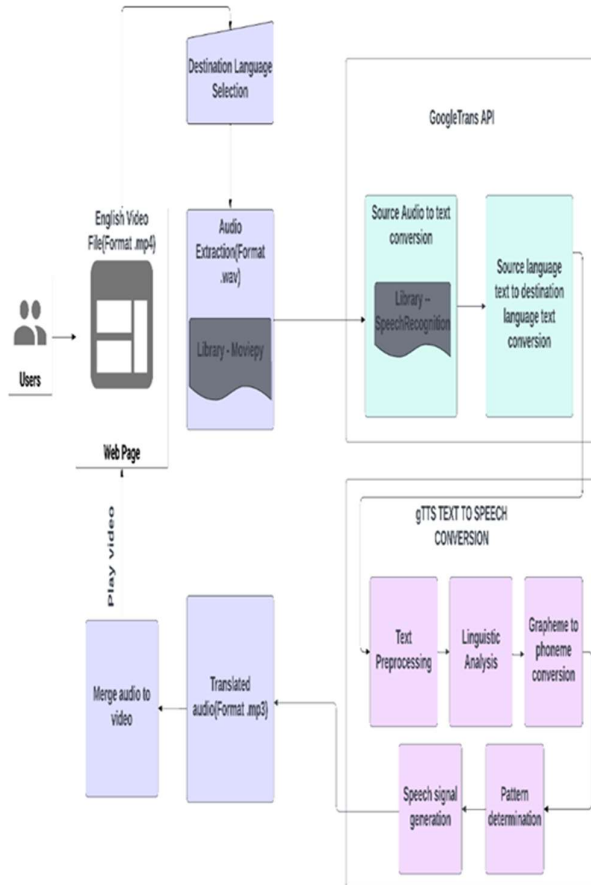 Destination Language
Selection
GoogleTrans API
English Video
File(Format .mp4)
Audio
Extraction(Format
.wav)
Library - Moviepy
Source Audio to text
conversion
Library –
SpeechRecognition
Source language
text to destination
language text
conversion
Users
Web Page
Play video
gTTS TEXT TO SPEECH
CONVERSION
Text
Preprocessing
Linguistic
Analysis
Grapheme to
phoneme
conversion
Merge audio to
video
Translated
audio(Format .mp3)
Speech signal
generation
Pattern
determination